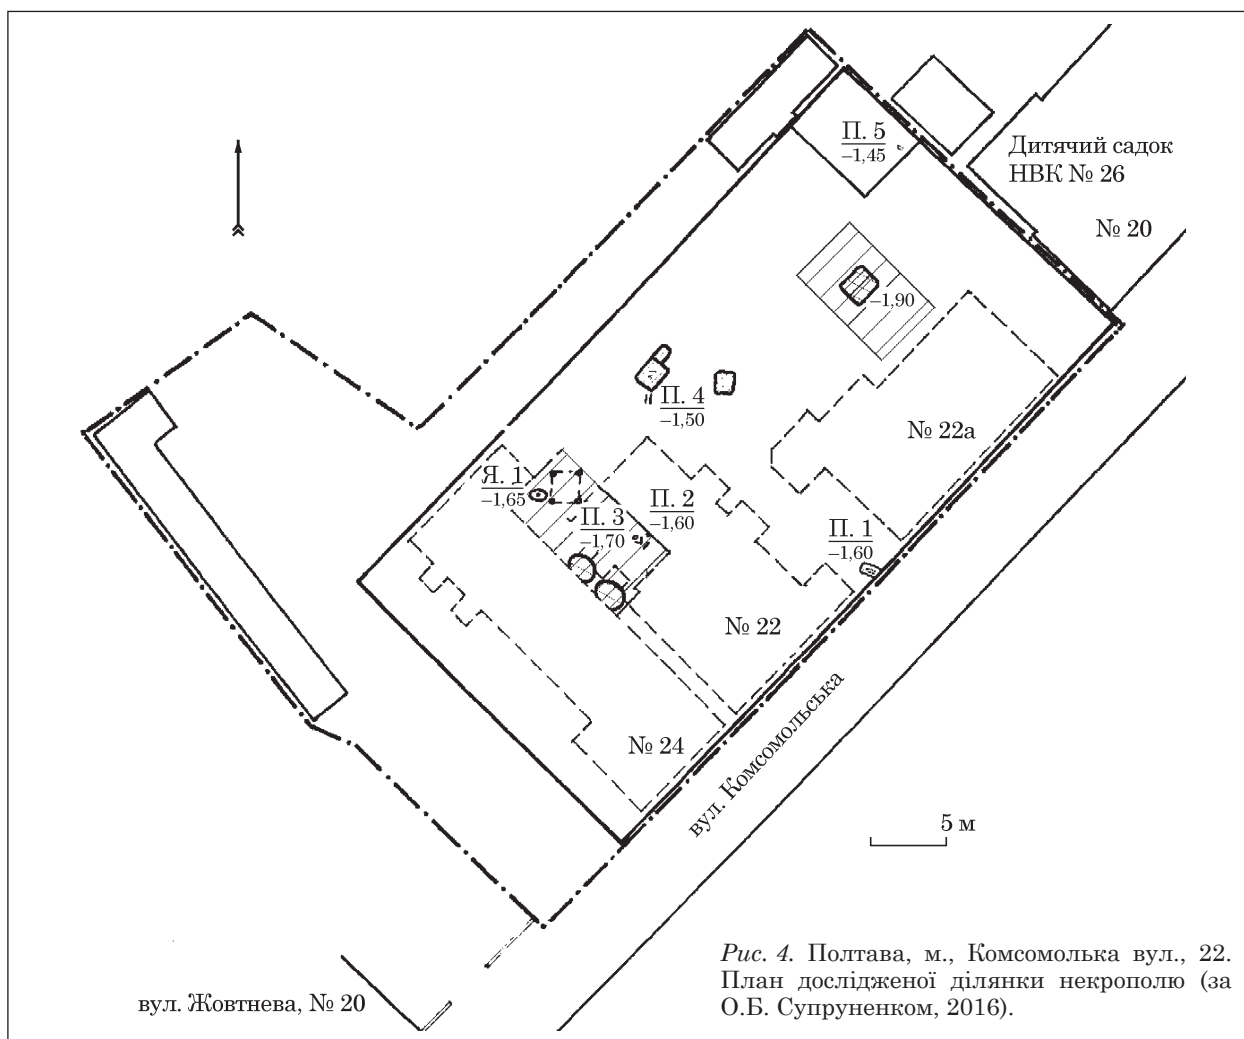 П. 5
–1,45
Дитячий садок
НВК № 26
№ 20
–1,90
П. 4
–1,50
№ 22а
Я. 1
–1,65
П. 2
–1,60
П. 3
–1,70
П. 1
–1,60
№ 22
№ 24
вул. Комсомольська
5 м
вул. Жовтнева, № 20
Рис. 4. Полтава, м., Комсомолька вул., 22.
План дослідженої ділянки некрополю (за
О.Б. Супруненком, 2016).